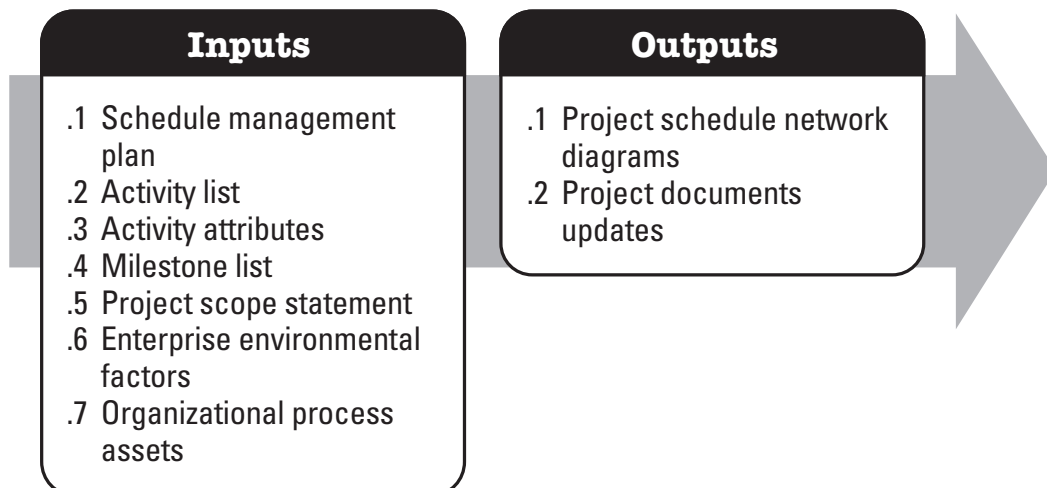 Inputs
.1 Schedule management
plan
.2 Activity list
.3 Activity attributes
.4 Milestone list
.5 Project scope statement
.6 Enterprise environmental
factors
.7 Organizational process
assets
Outputs
.1 Project schedule network
diagrams
.2 Project documents
updates